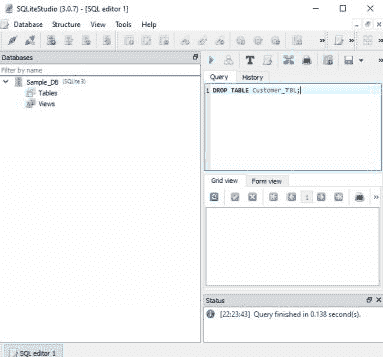 SQLiteStudio (3.0.7) - [SQL editor 1]
Database Structure View Tools Help
Databases
Filter by name
Sample_DB (SQLite 3)
Tables
Views
Query History
1 DROP TABLE Customer_TBL;
Grid view Form view
1
Status
[22:23:43] Query finished in 0.138 second(s).
SQL editor 1